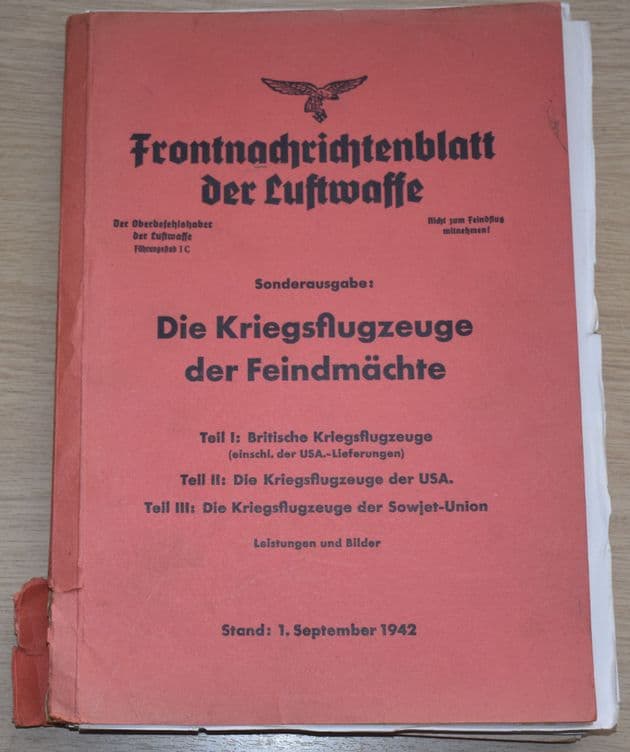 Frontnachrichtenblatt
der Luftwaffe
Der Oberbefehlshaber
der Luftwaffe
Führungsstab I C
Nicht zum Feindflug
mitnehmen!
Sonderausgabe:
Die Kriegsflugzeuge
der Feindmächte
Teil I: Britische Kriegsflugzeuge
(einschl. der USA.-Lieferungen)
Teil II: Die Kriegsflugzeuge der USA.
Teil III: Die Kriegsflugzeuge der Sowjet-Union
Leistungen und Bilder
Stand: 1. September 1942